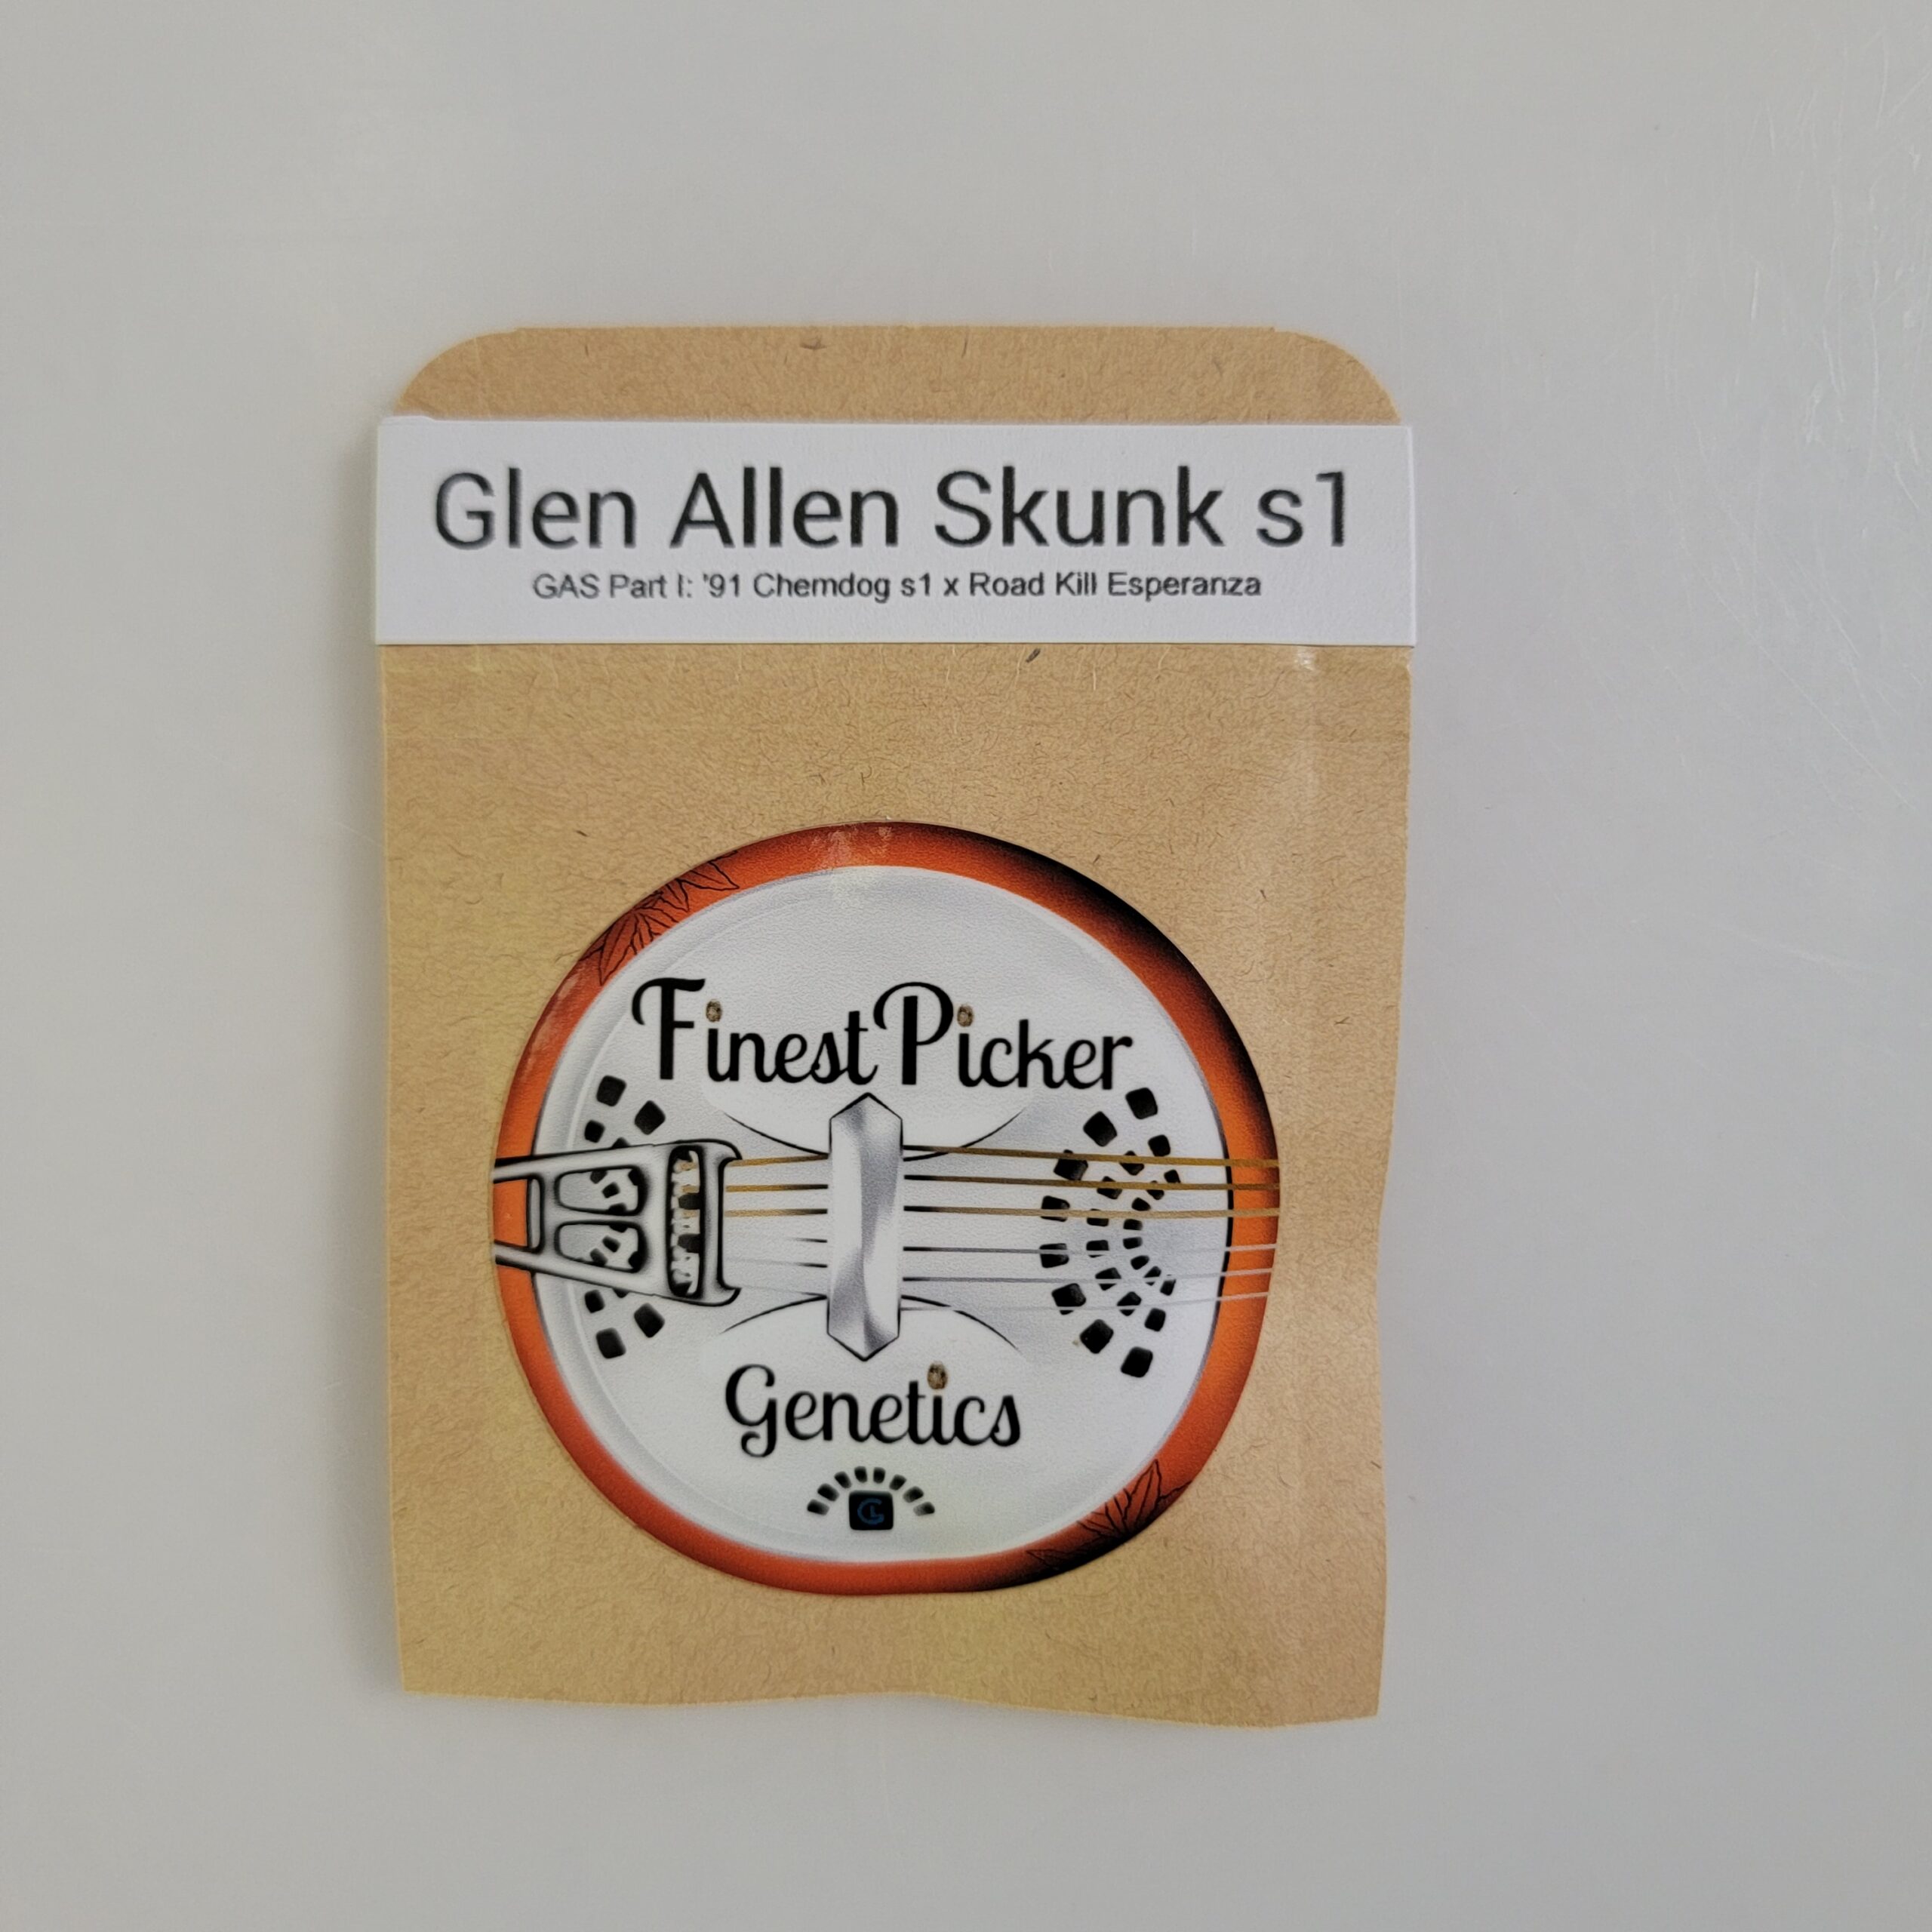 Glen Allen Skunk s1
GAS Part I: '91 Chemdog s1 x Road Kill Esperanza
Finest Picker
Genetics